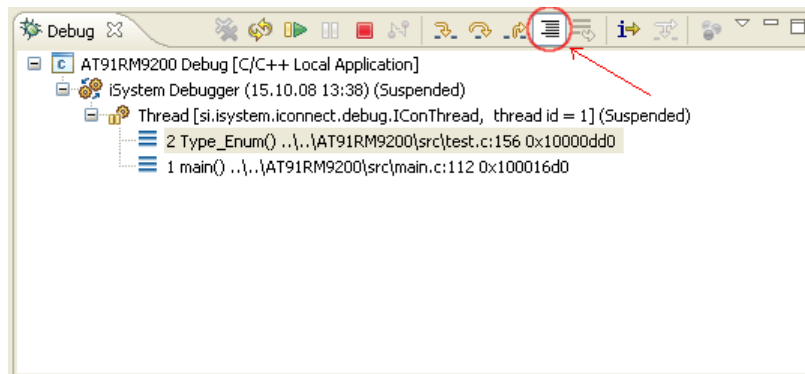 Debug
AT91RM9200 Debug [C/C++ Local Application]
iSystem Debugger (15.10.08 13:38) (Suspended)
Thread [si.isystem.iconnect.debug.IConThread, thread id = 1] (Suspended)
2 Type_Enum() ..\..\AT91RM9200\src\test.c:156 0x10000dd0
1 main() ..\..\AT91RM9200\src\main.c:112 0x100016d0